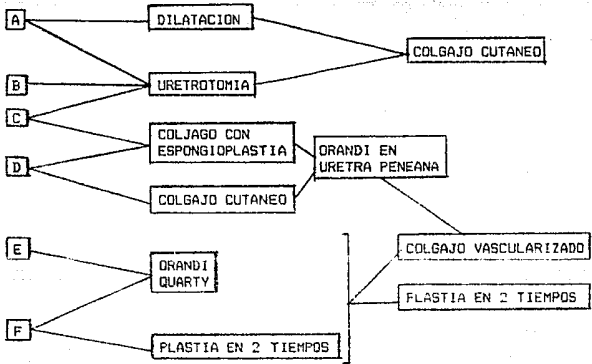 A
DILATACION
COLGAJO CUTANEO
B
URETROTOMIA
C
COLJAGO CON
ESPONGIOPLASTIA
ORANDI EN
URETRA PENEANA
D
COLGAJO CUTANEO
E
ORANDI
QUARTY
COLGAJO VASCULARIZADO
PLASTIA EN 2 TIEMPOS
F
PLASTIA EN 2 TIEMPOS